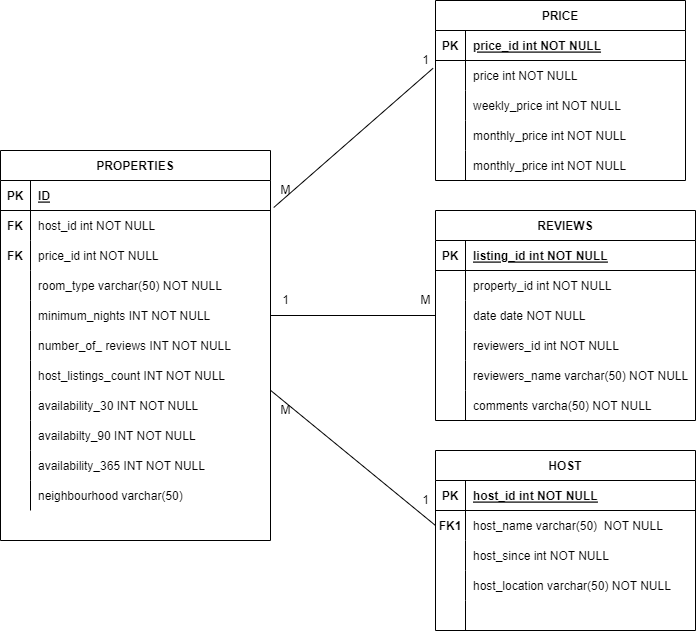 PRICE
PK price_id int NOT NULL
price int NOT NULL
weekly_price int NOT NULL
monthly_price int NOT NULL
monthly_price int NOT NULL
1
M
PROPERTIES
PK ID
FK host_id int NOT NULL
FK price_id int NOT NULL
room_type varchar(50) NOT NULL
minimum_nights INT NOT NULL
number_of_ reviews INT NOT NULL
host_listings_count INT NOT NULL
availability_30 INT NOT NULL
availabilty_90 INT NOT NULL
availability_365 INT NOT NULL
neighbourhood varchar(50)
1
M
REVIEWS
PK listing_id int NOT NULL
property_id int NOT NULL
date date NOT NULL
reviewers_id int NOT NULL
reviewers_name varchar(50) NOT NULL
comments varcha(50) NOT NULL
M
1
HOST
PK host_id int NOT NULL
FK1 host_name varchar(50) NOT NULL
host_since int NOT NULL
host_location varchar(50) NOT NULL